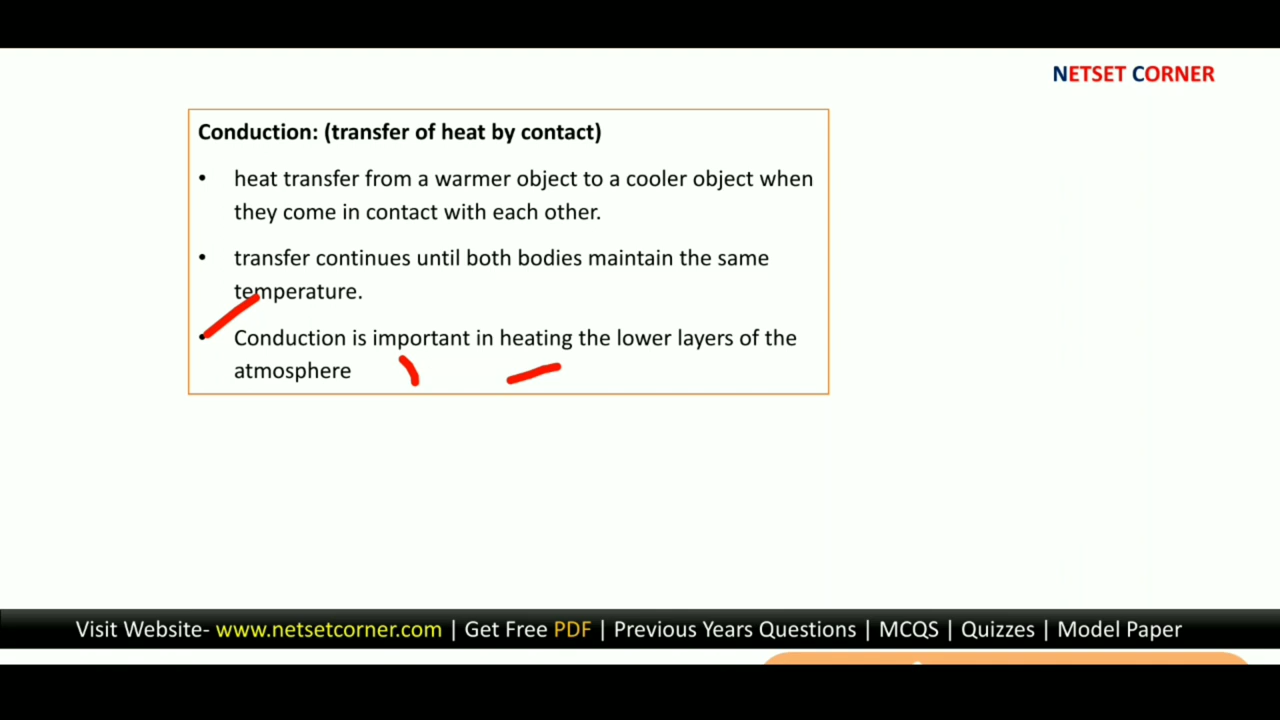 NETSET CORNER
Conduction: (transfer of heat by contact)
• heat transfer from a warmer object to a cooler object when
they come in contact with each other.
• transfer continues until both bodies maintain the same
temperature.
• Conduction is important in heating the lower layers of the
atmosphere
Visit Website- www.netsetcorner.com | Get Free PDF | Previous Years Questions | MCQS | Quizzes | Model Paper